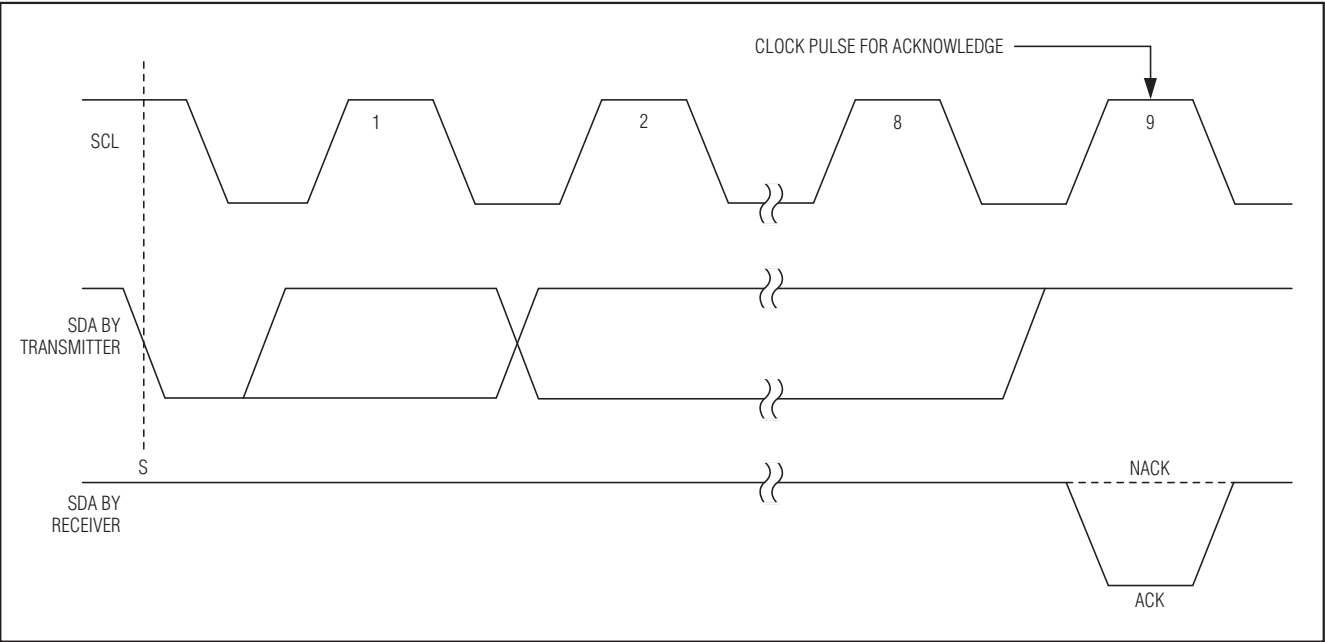 CLOCK PULSE FOR ACKNOWLEDGE
SCL
1
2
8
9
SDA BY
TRANSMITTER
S
SDA BY
RECEIVER
NACK
ACK